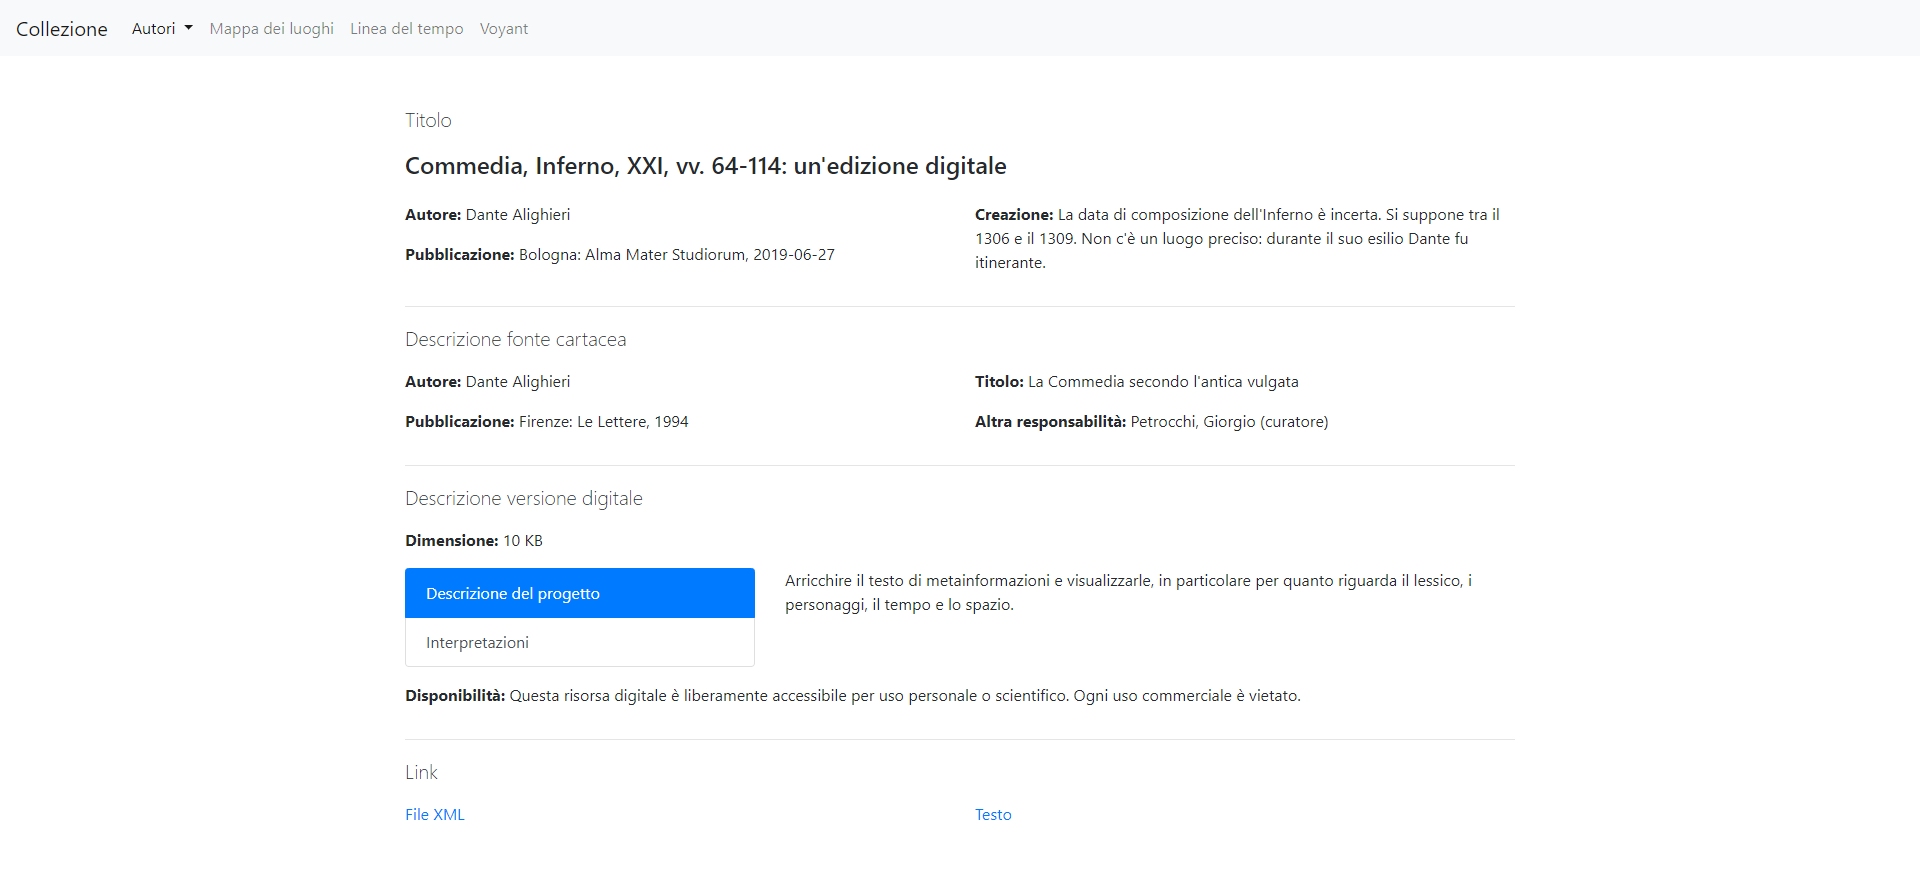 Collezione Autori Mappa dei luoghi Linea del tempo Voyant
Titolo
Commedia, Inferno, XXI, vv. 64-114: un'edizione digitale
Autore: Dante Alighieri
Pubblicazione: Bologna: Alma Mater Studiorum, 2019-06-27
Creazione: La data di composizione dell'Inferno è incerta. Si suppone tra il
1306 e il 1309. Non c'è un luogo preciso: durante il suo esilio Dante fu
itinerante.
Descrizione fonte cartacea
Autore: Dante Alighieri
Pubblicazione: Firenze: Le Lettere, 1994
Titolo: La Commedia secondo l'antica vulgata
Altra responsabilità: Petrocchi, Giorgio (curatore)
Descrizione versione digitale
Dimensione: 10 KB
Descrizione del progetto
Interpretazioni
Arricchire il testo di metainformazioni e visualizzarle, in particolare per quanto riguarda il lessico, i
personaggi, il tempo e lo spazio.
Disponibilità: Questa risorsa digitale è liberamente accessibile per uso personale o scientifico. Ogni uso commerciale è vietato.
Link
File XML
Testo